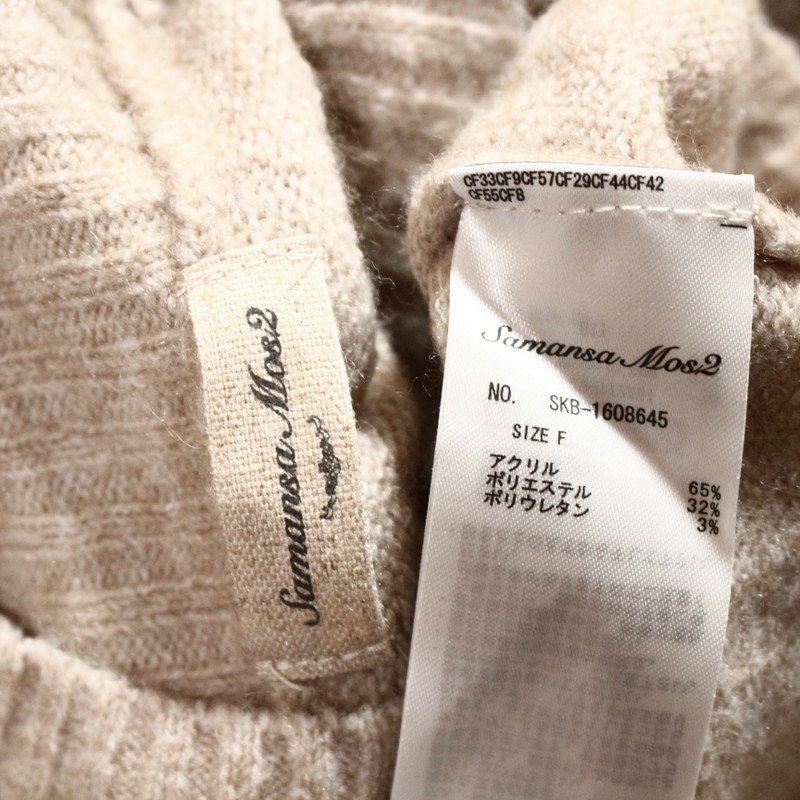 Samansa Mos2
CF33CF9CF57CF29CF44CF42
CF55CF8
Samansa Mos2
NO. SKB-1608645
SIZE F
アクリル 65%
ポリエステル 32%
ポリウレタン 3%